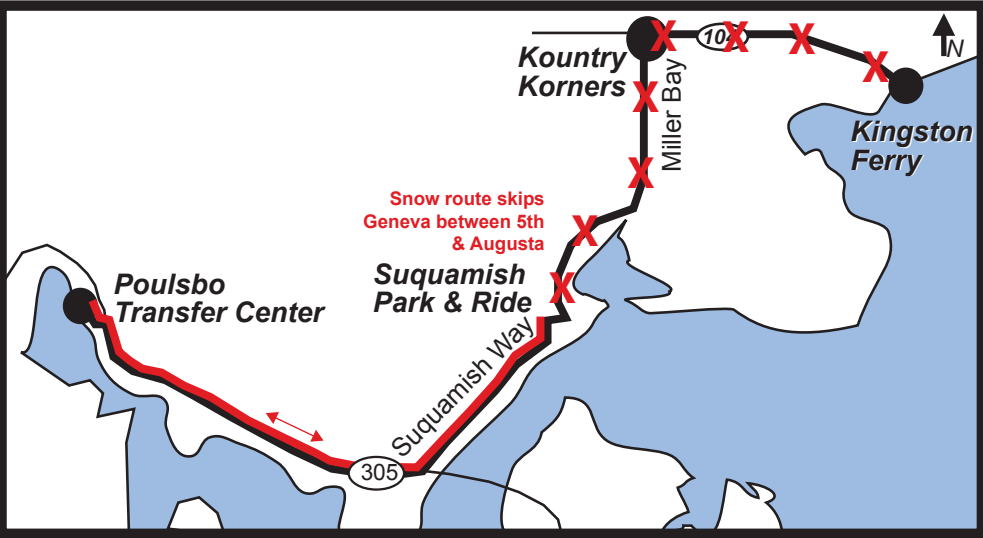 Kountry
Korners
104
N
Miller Bay
Kingston
Ferry
Snow route skips
Geneva between 5th
& Augusta
Suquamish
Park & Ride
Poulsbo
Transfer Center
Suquamish Way
305